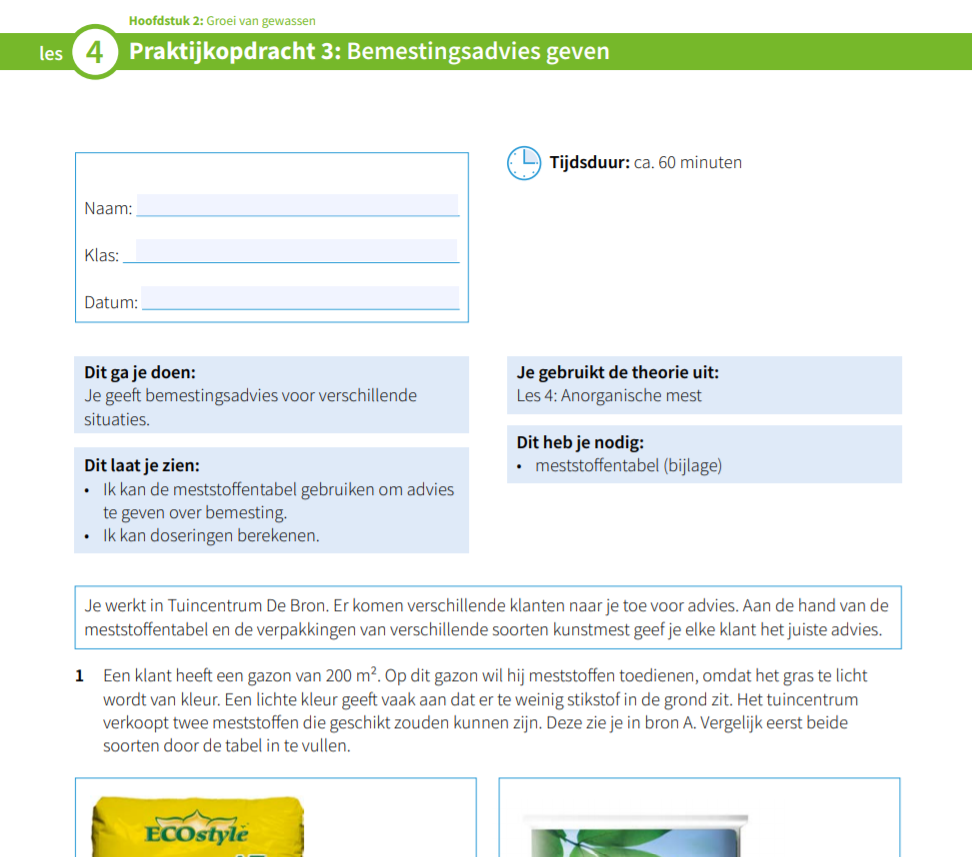 Hoofdstuk 2: Groei van gewassen
les 4 Praktijkopdracht 3: Bemestingsadvies geven
Tijdsduur: ca. 60 minuten
Naam:
Klas:
Datum:
Dit ga je doen:
Je geeft bemestingsadvies voor verschillende
situaties.
Dit laat je zien:
• Ik kan de meststoffentabel gebruiken om advies
te geven over bemesting.
• Ik kan doseringen berekenen.
Je gebruikt de theorie uit:
Les 4: Anorganische mest
Dit heb je nodig:
• meststoffentabel (bijlage)
Je werkt in Tuincentrum De Bron. Er komen verschillende klanten naar je toe voor advies. Aan de hand van de
meststoffentabel en de verpakkingen van verschillende soorten kunstmest geef je elke klant het juiste advies.
1 Een klant heeft een gazon van 200 m². Op dit gazon wil hij meststoffen toedienen, omdat het gras te licht
wordt van kleur. Een lichte kleur geeft vaak aan dat er te weinig stikstof in de grond zit. Het tuincentrum
verkoopt twee meststoffen die geschikt zouden kunnen zijn. Deze zie je in bron A. Vergelijk eerst beide
soorten door de tabel in te vullen.
ECOstyle